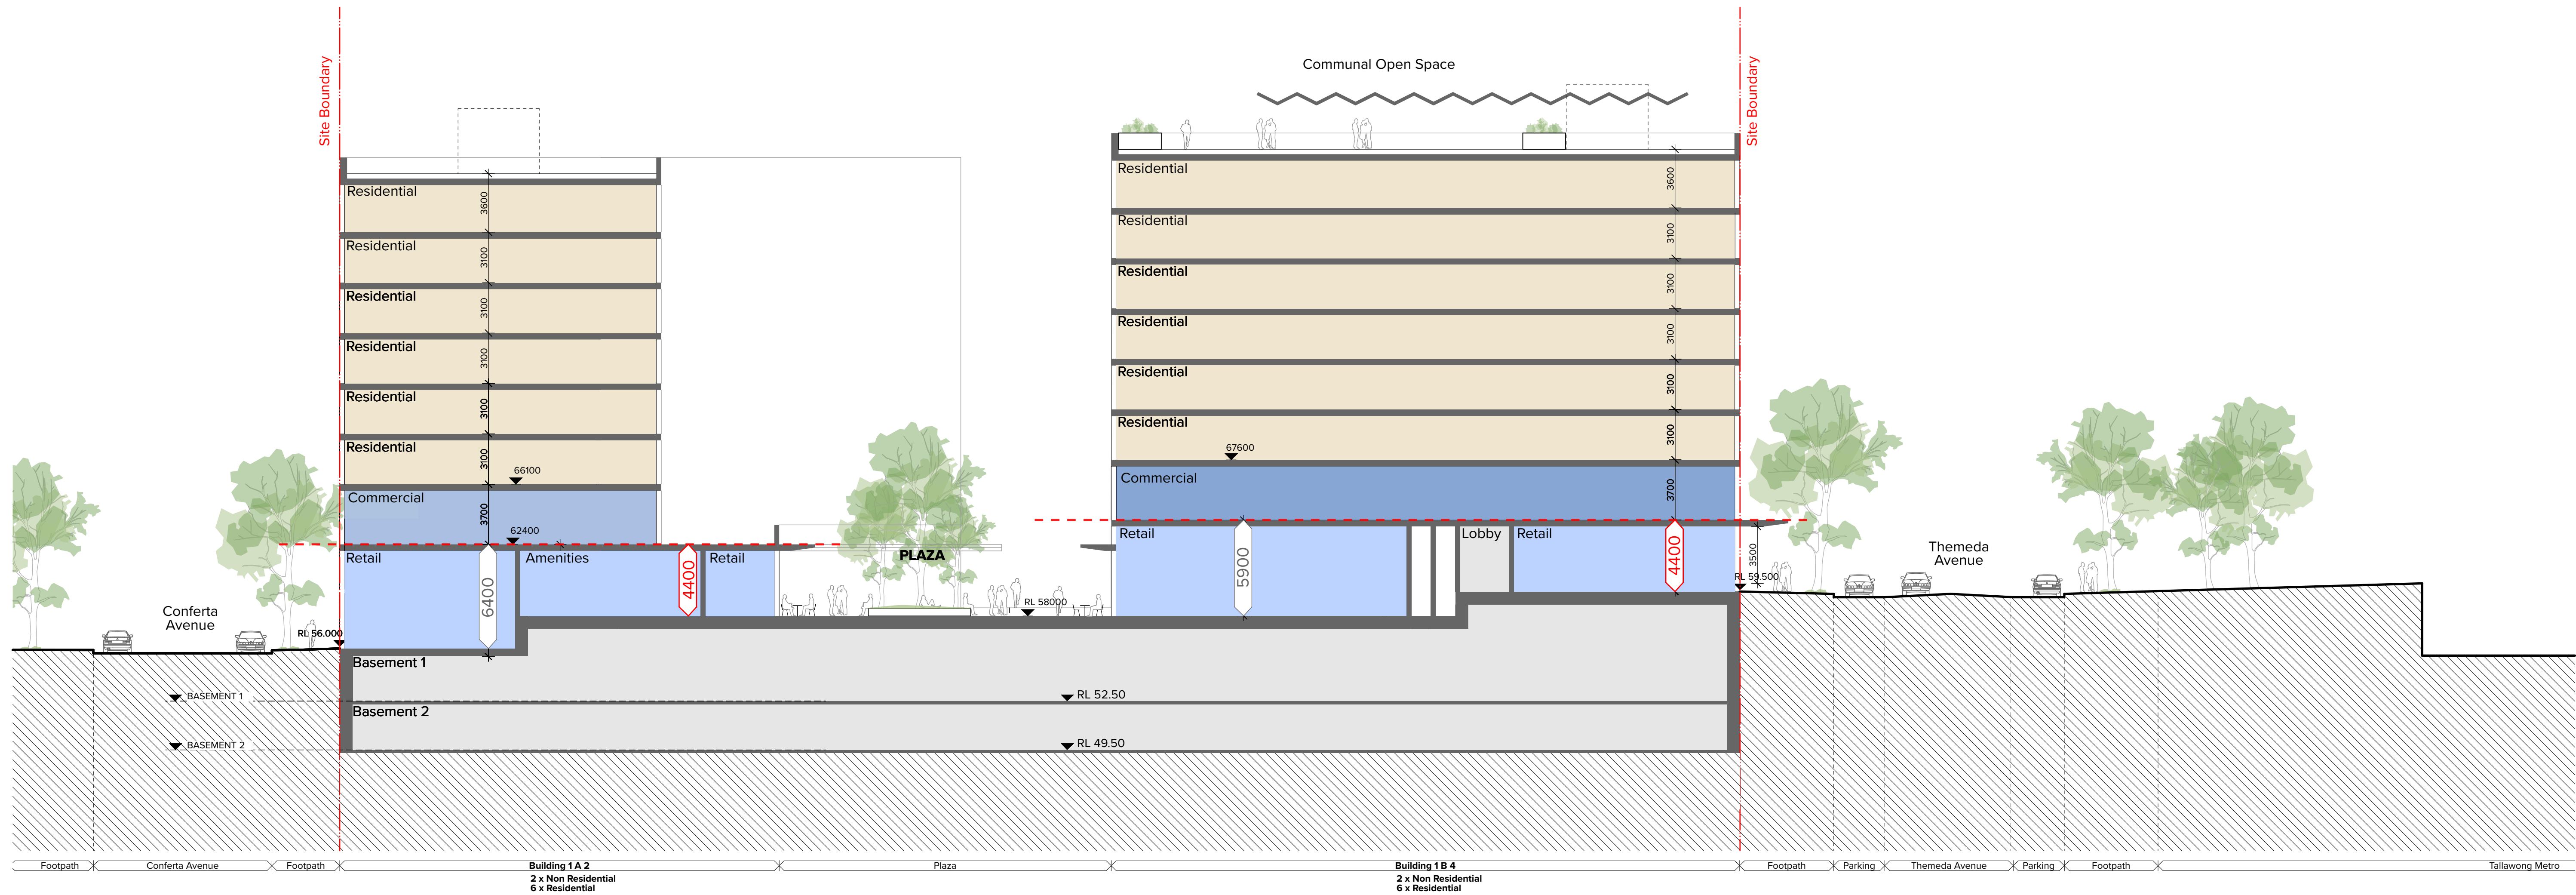 Communal Open Space
Site Boundary
Site Boundary
Residential
3600
Residential
3100
Residential
3100
Residential
3100
Residential
3100
Residential
3100
66100
Commercial
3700
62400
Retail
6400
Amenities
4400
Retail
PLAZA
RL 58000
Residential
3600
Residential
3100
Residential
3100
Residential
3100
Residential
3100
Residential
3100
67600
Commercial
3700
Retail
5900
Lobby
Retail
4400
3500
RL 59.500
Themeda
Avenue
Conferta
Avenue
RL 56.000
Basement 1
BASEMENT 1
RL 52.50
Basement 2
BASEMENT 2
RL 49.50
Footpath
Conferta Avenue
Footpath
Building 1 A 2
Plaza
Building 1 B 4
Footpath
Parking
Themeda Avenue
Parking
Footpath
Tallawong Metro
2 x Non Residential
6 x Residential
2 x Non Residential
6 x Residential